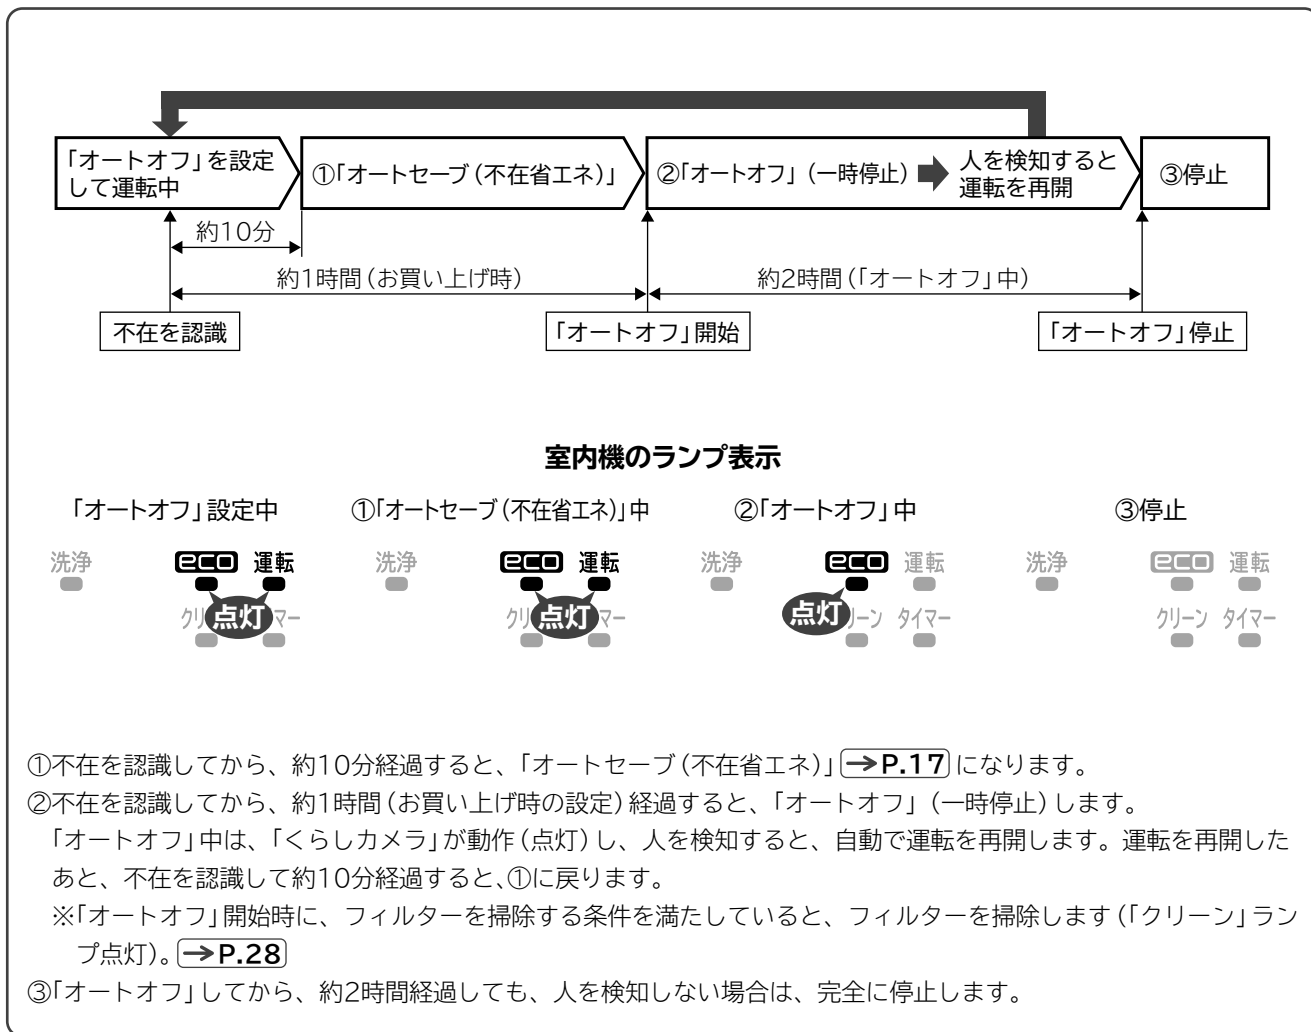 「オートオフ」を設定
して運転中
①「オートセーブ(不在省エネ)」
②「オートオフ」(一時停止)
人を検知すると
運転を再開
③停止
約10分
約1時間(お買い上げ時)
約2時間(「オートオフ」中)
不在を認識
「オートオフ」開始
「オートオフ」停止
室内機のランプ表示
「オートオフ」設定中
①「オートセーブ(不在省エネ)」中
②「オートオフ」中
③停止
洗浄 eco 運転
点灯
クリ マー
洗浄 eco 運転
点灯
クリ マー
洗浄 eco 運転
点灯
リーン タイマー
洗浄 eco 運転
クリーン タイマー
①不在を認識してから、約10分経過すると、「オートセーブ(不在省エネ)」→P.17になります。
②不在を認識してから、約1時間(お買い上げ時の設定)経過すると、「オートオフ」(一時停止)します。
「オートオフ」中は、「くらしカメラ」が動作(点灯)し、人を検知すると、自動で運転を再開します。運転を再開した
あと、不在を認識して約10分経過すると、①に戻ります。
※「オートオフ」開始時に、フィルターを掃除する条件を満たしていると、フィルターを掃除します(「クリーン」ラン
プ点灯)。→P.28
③「オートオフ」してから、約2時間経過しても、人を検知しない場合は、完全に停止します。